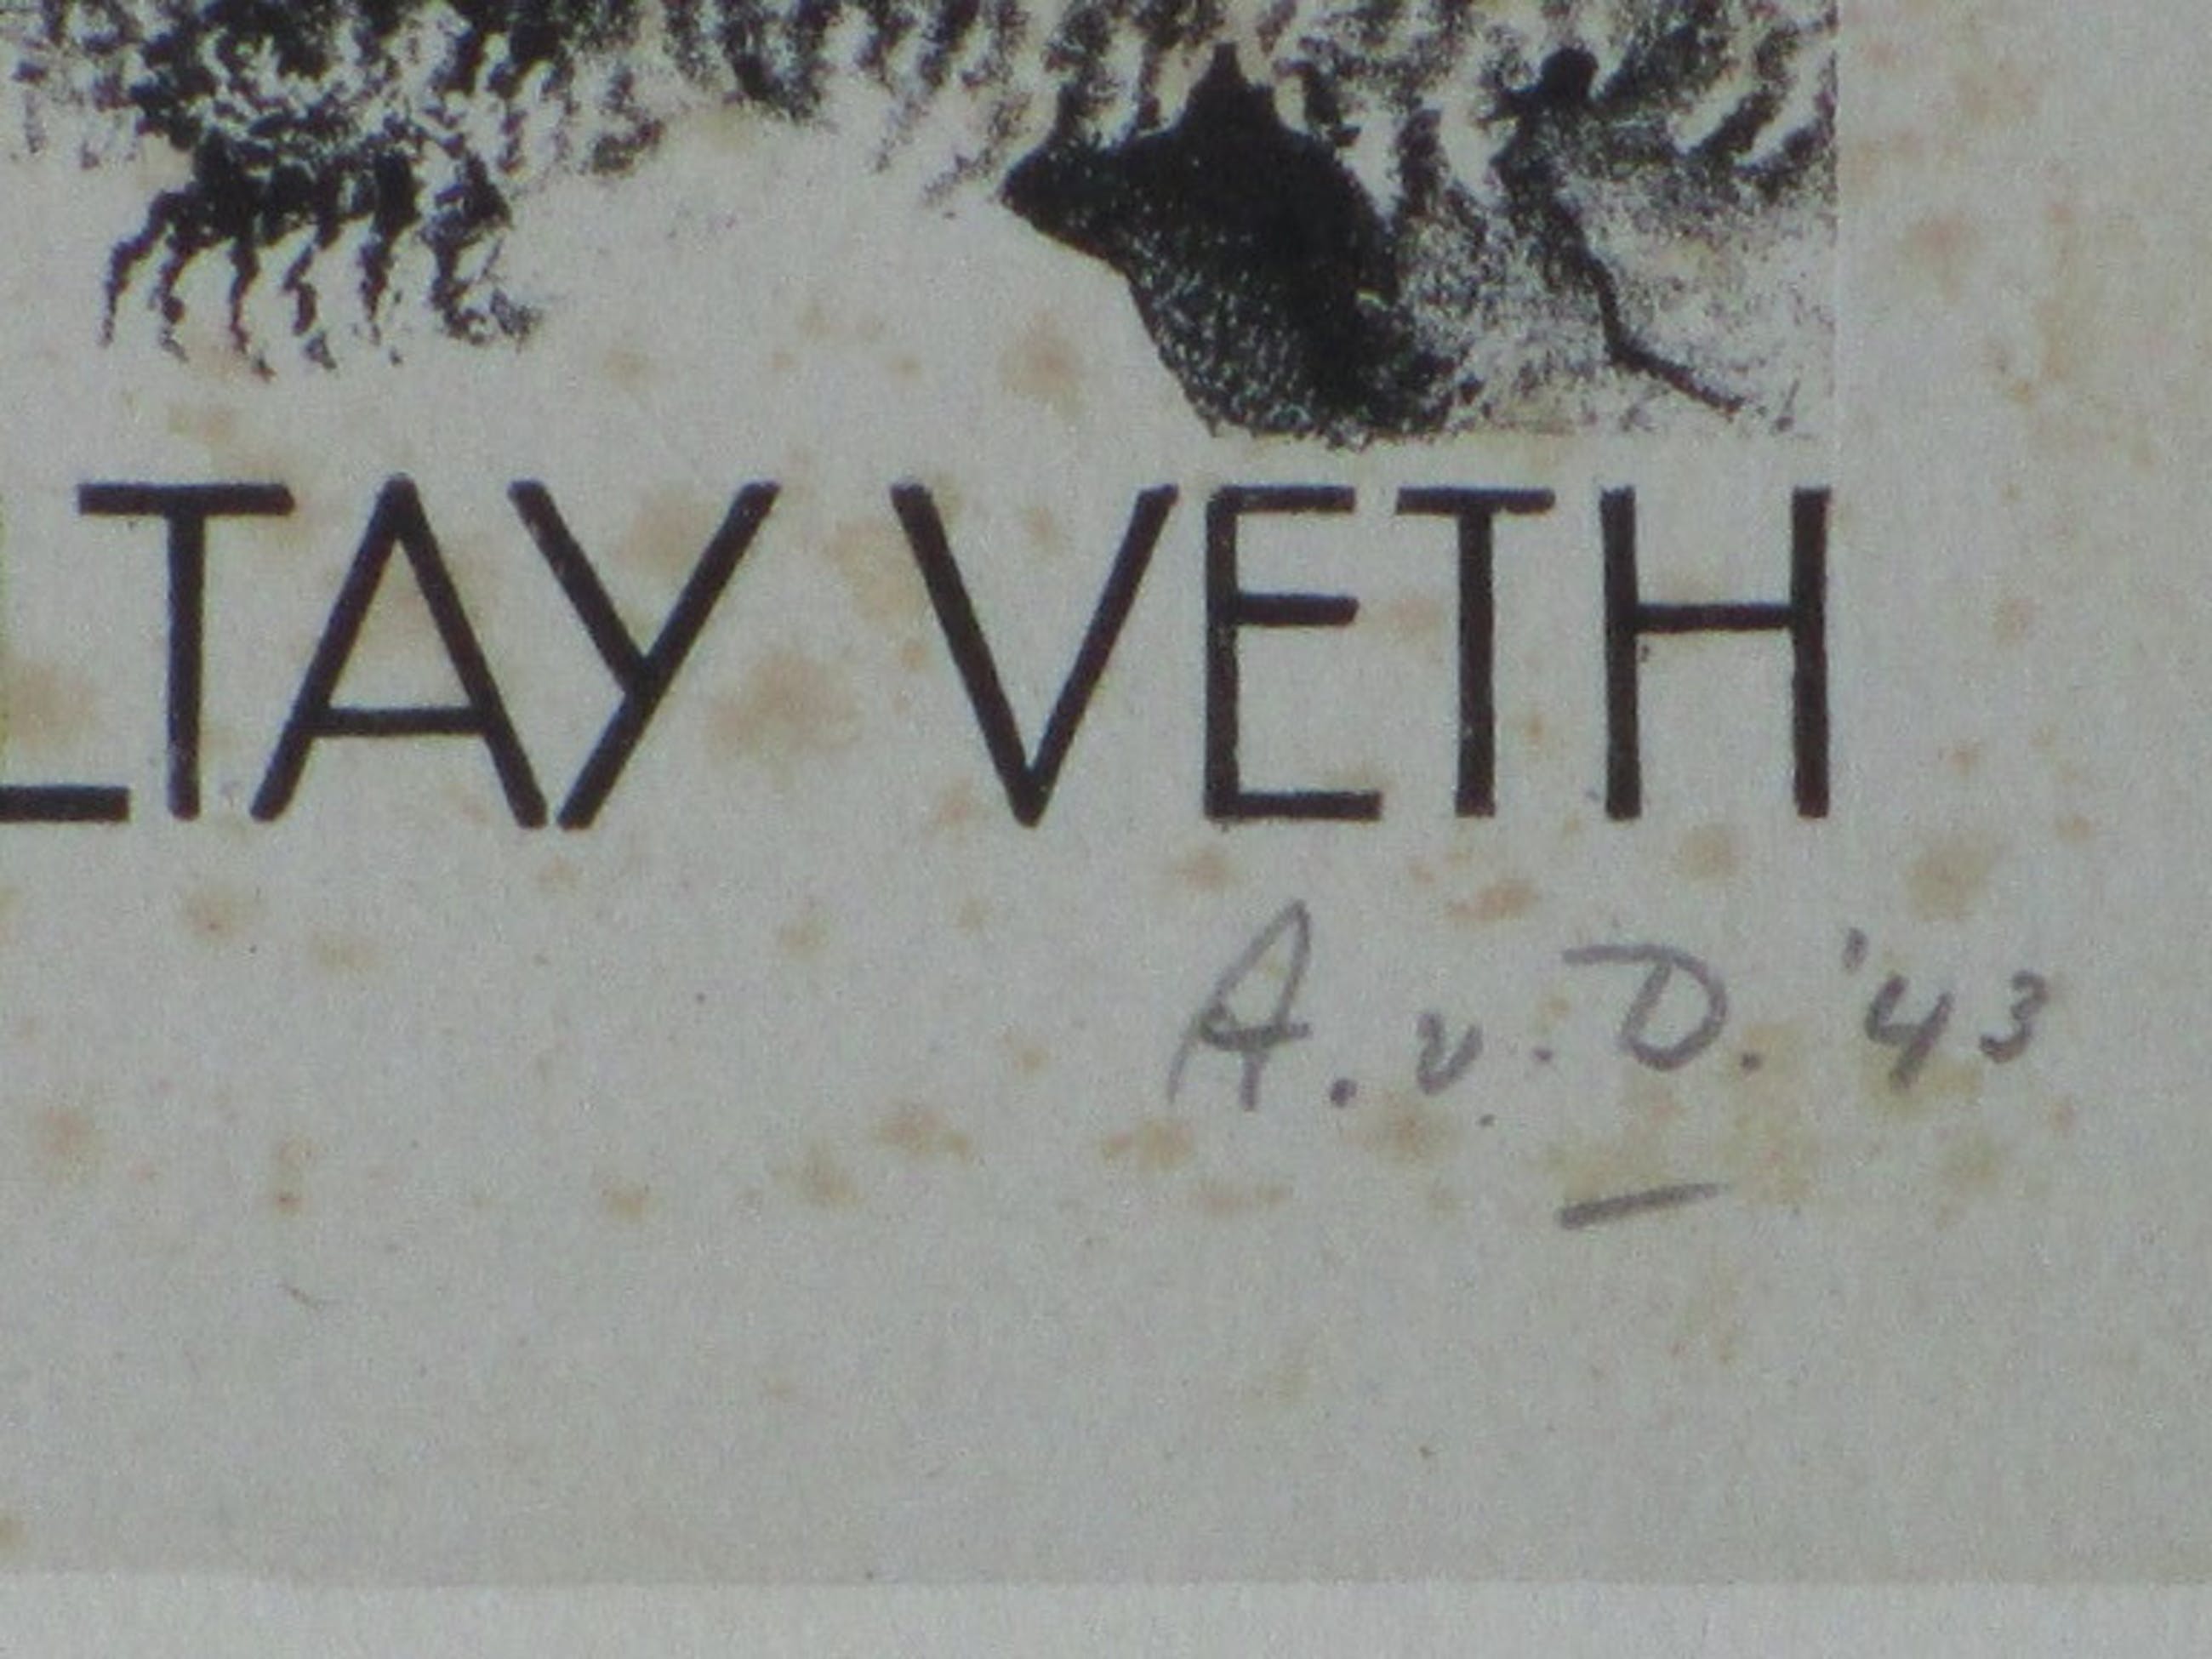 LTAY VETH
A. v. D. '43